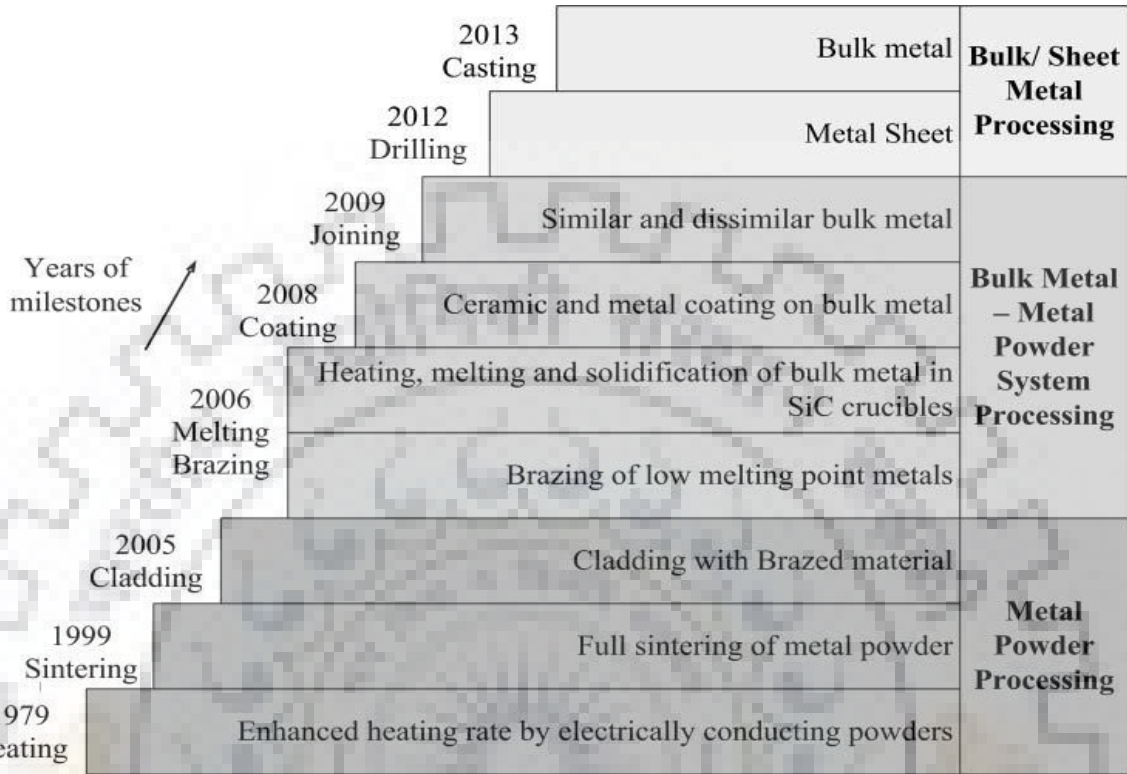 2013
Casting
Bulk metal
Bulk/ Sheet
Metal
Processing
2012
Drilling
Metal Sheet
2009
Joining
Similar and dissimilar bulk metal
Years of
milestones
2008
Coating
Ceramic and metal coating on bulk metal
Bulk Metal
– Metal
Powder
System
Processing
2006
Melting
Brazing
Heating, melting and solidification of bulk metal in
SiC crucibles
Brazing of low melting point metals
2005
Cladding
Cladding with Brazed material
1999
Sintering
Full sintering of metal powder
Metal
Powder
Processing
979
eating
Enhanced heating rate by electrically conducting powders